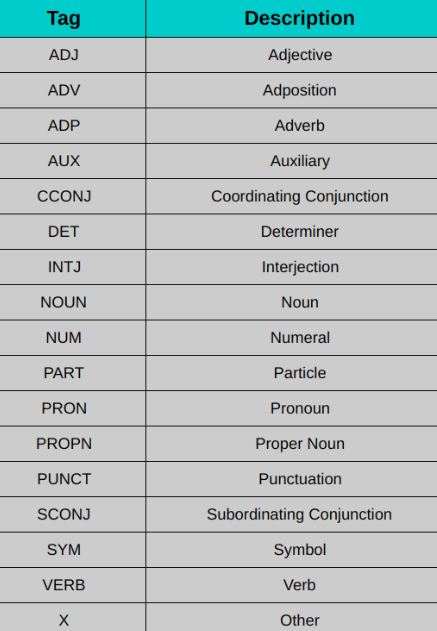 Tag Description
ADJ Adjective
ADV Adposition
ADP Adverb
AUX Auxiliary
CCONJ Coordinating Conjunction
DET Determiner
INTJ Interjection
NOUN Noun
NUM Numeral
PART Particle
PRON Pronoun
PROPN Proper Noun
PUNCT Punctuation
SCONJ Subordinating Conjunction
SYM Symbol
VERB Verb
X Other